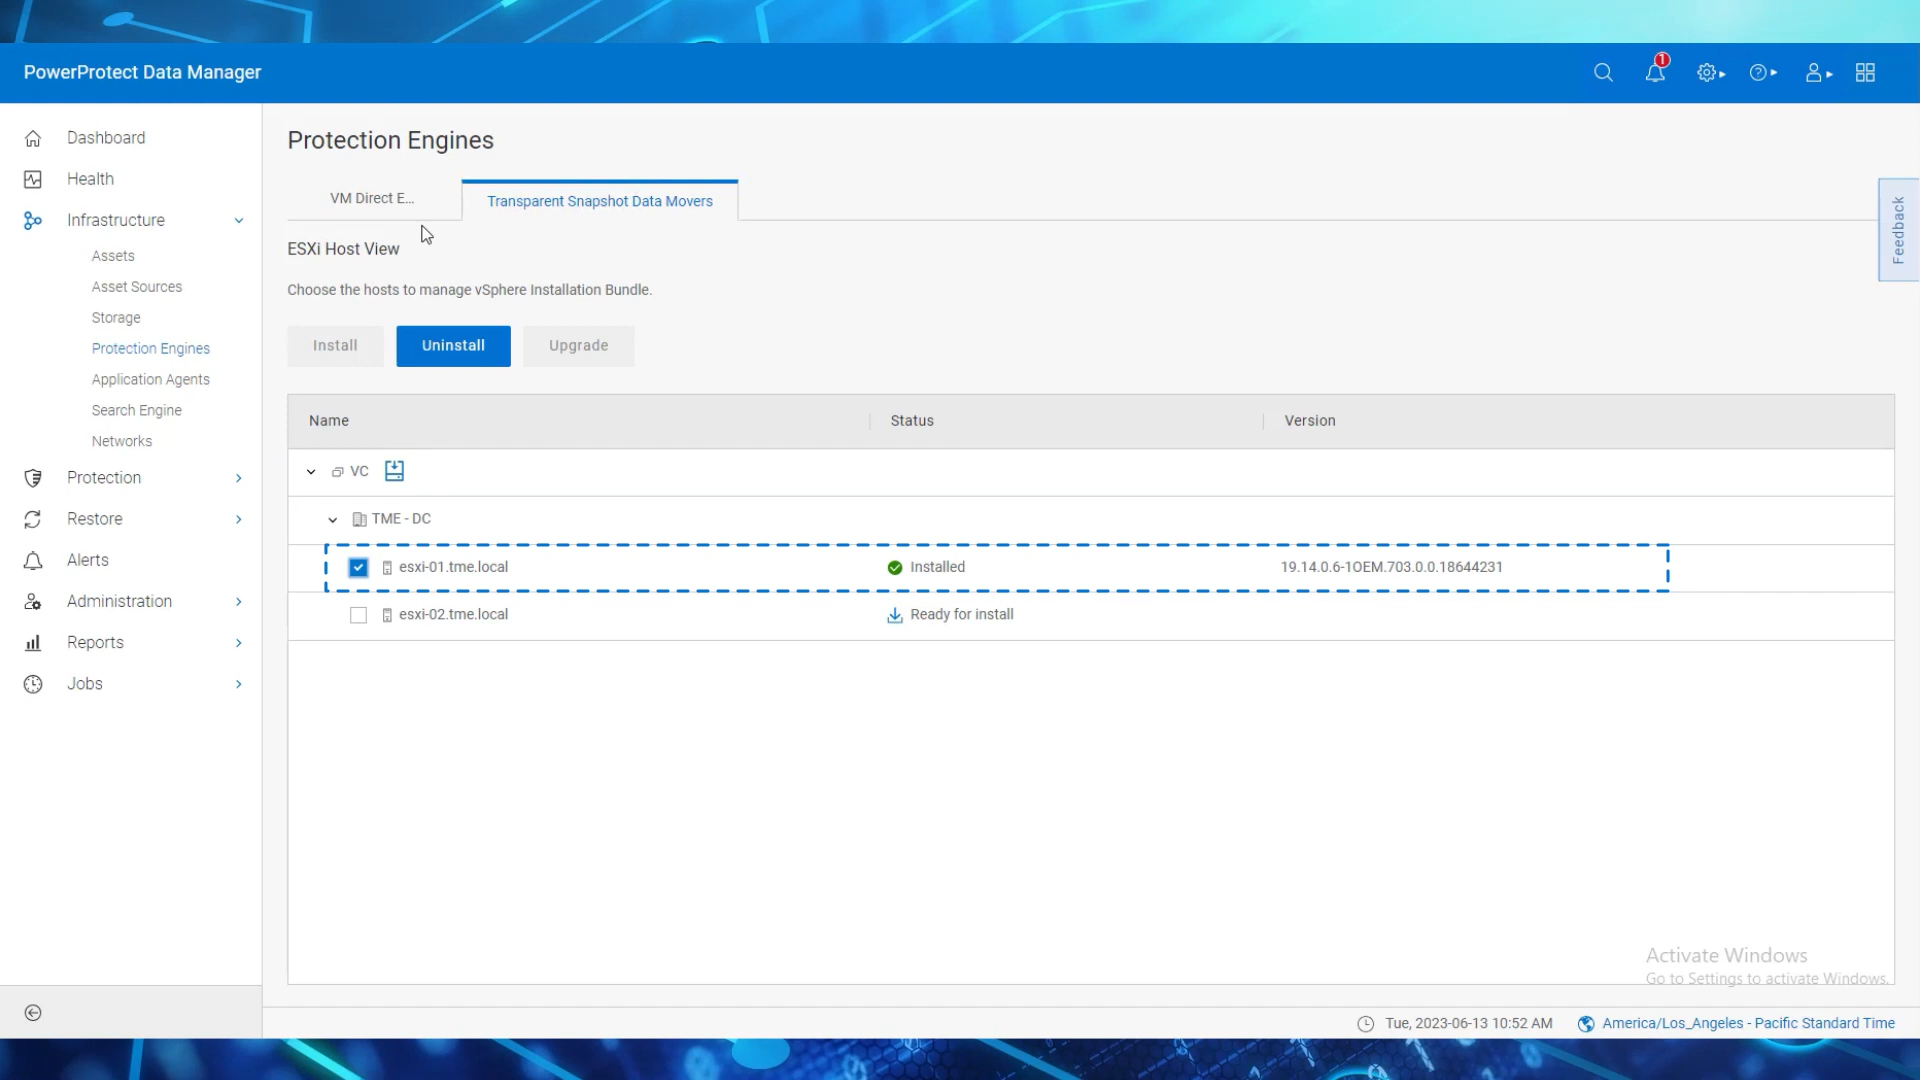 PowerProtect Data Manager
1
Dashboard
Health
Infrastructure
Assets
Asset Sources
Storage
Protection Engines
Application Agents
Search Engine
Networks
Protection
Restore
Alerts
Administration
Reports
Jobs
Protection Engines
VM Direct E...
Transparent Snapshot Data Movers
Feedback
ESXi Host View
Choose the hosts to manage vSphere Installation Bundle.
Install
Uninstall
Upgrade
Name
Status
Version
VC
TME - DC
esxi-01.tme.local
Installed
19.14.0.6-1OEM.703.0.0.18644231
esxi-02.tme.local
Ready for install
Activate Windows
Go to Settings to activate Windows.
Tue, 2023-06-13 10:52 AM
America/Los_Angeles - Pacific Standard Time